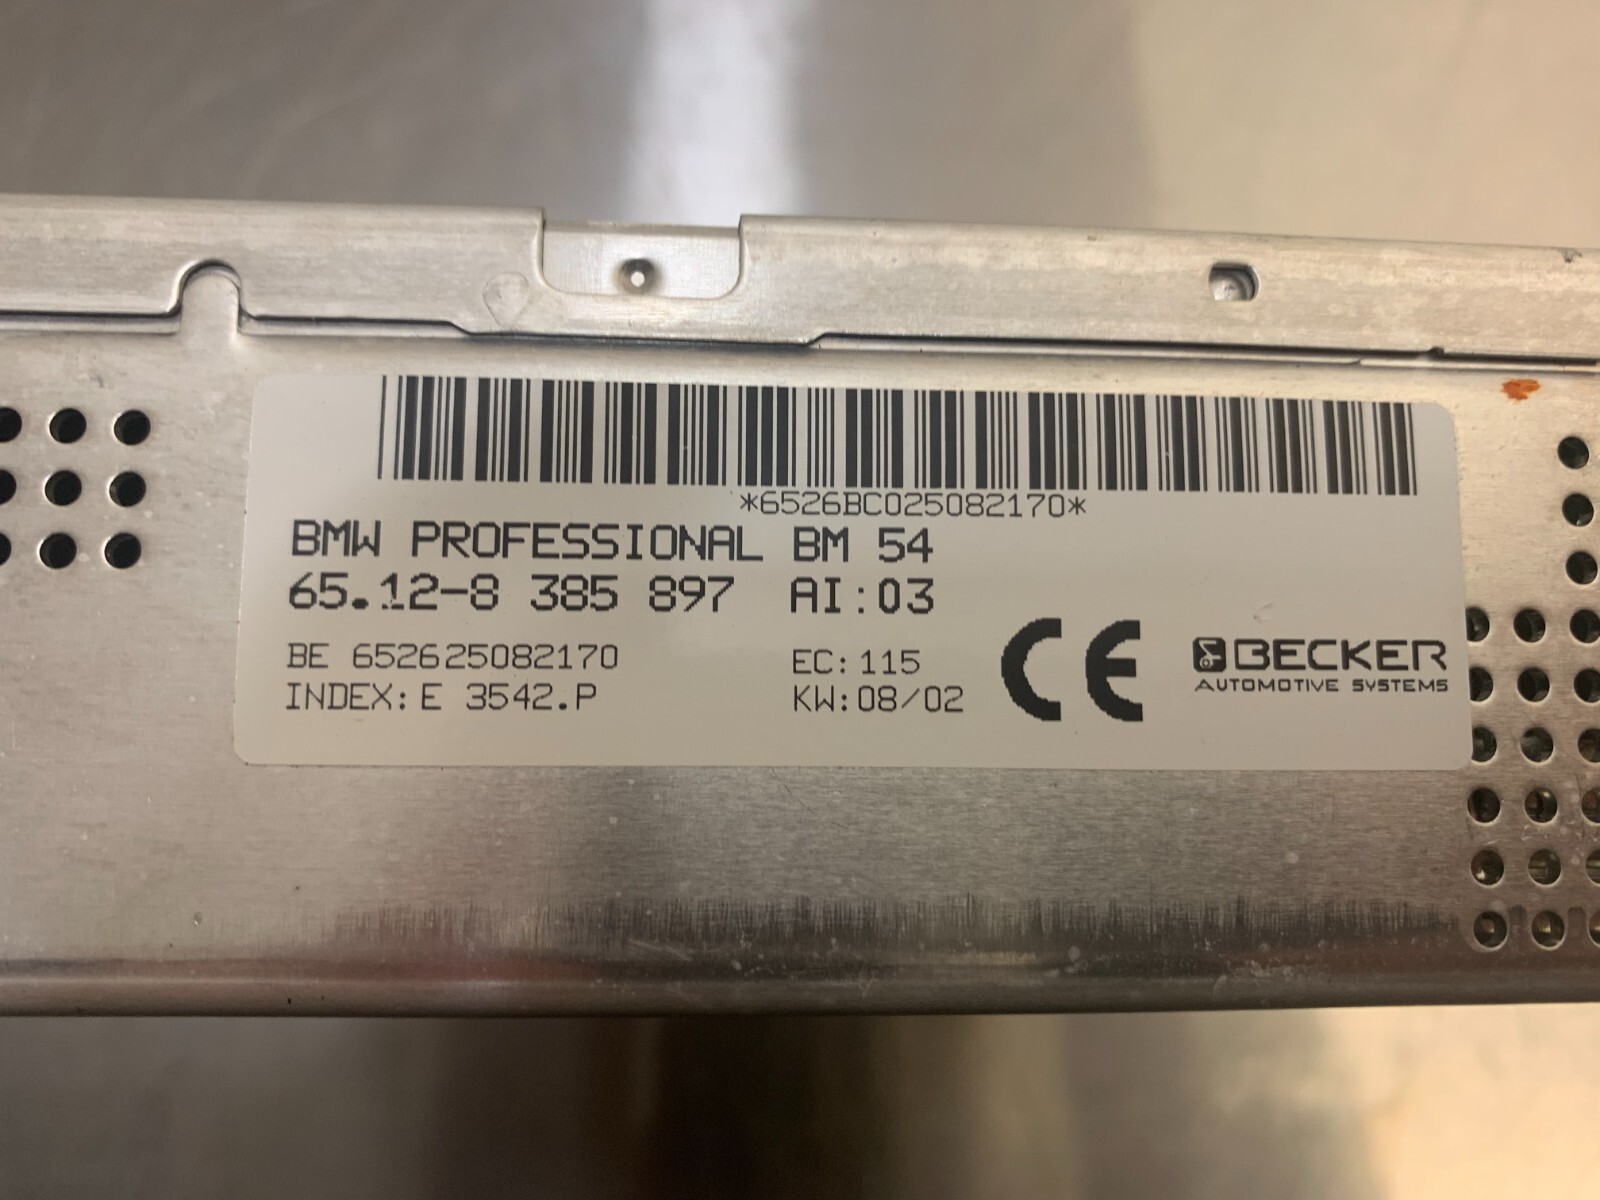 *6526BC025082170*
BMW PROFESSIONAL BM 54
65.12-8 385 897 AI:03
BE 652625082170 EC:115
INDEX:E 3542.P KW:08/02
CE
BECKER
AUTOMOTIVE SYSTEMS